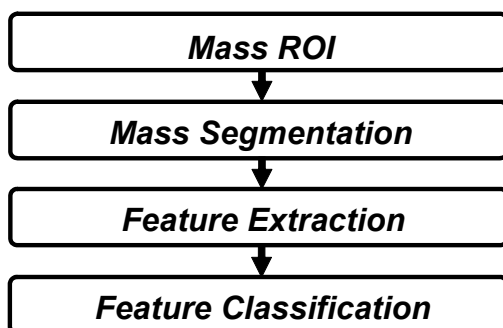 Mass ROI
Mass Segmentation
Feature Extraction
Feature Classification